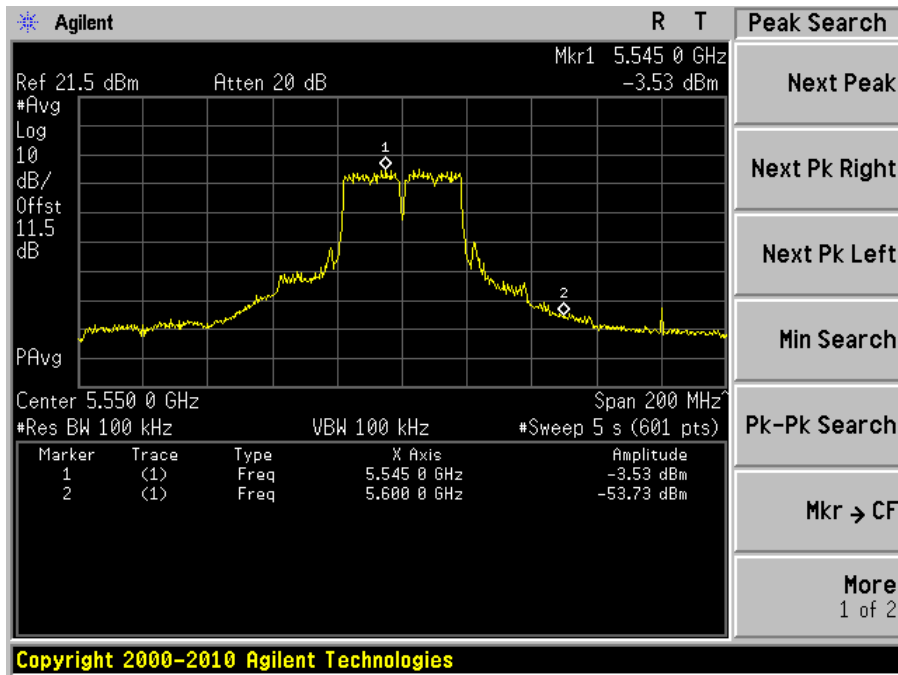 Agilent R T
Mkr1 5.545 0 GHz
Ref 21.5 dBm Atten 20 dB -3.53 dBm
#Avg
Log
10
dB/
Offst
11.5
dB
1
2
PAvg
Center 5.550 0 GHz Span 200 MHz^
#Res BW 100 kHz VBW 100 kHz #Sweep 5 s (601 pts)
Marker Trace Type X Axis Amplitude
1 (1) Freq 5.545 0 GHz -3.53 dBm
2 (1) Freq 5.600 0 GHz -53.73 dBm
Copyright 2000-2010 Agilent Technologies
Peak Search
Next Peak
Next Pk Right
Next Pk Left
Min Search
Pk-Pk Search
Mkr → CF
More
1 of 2